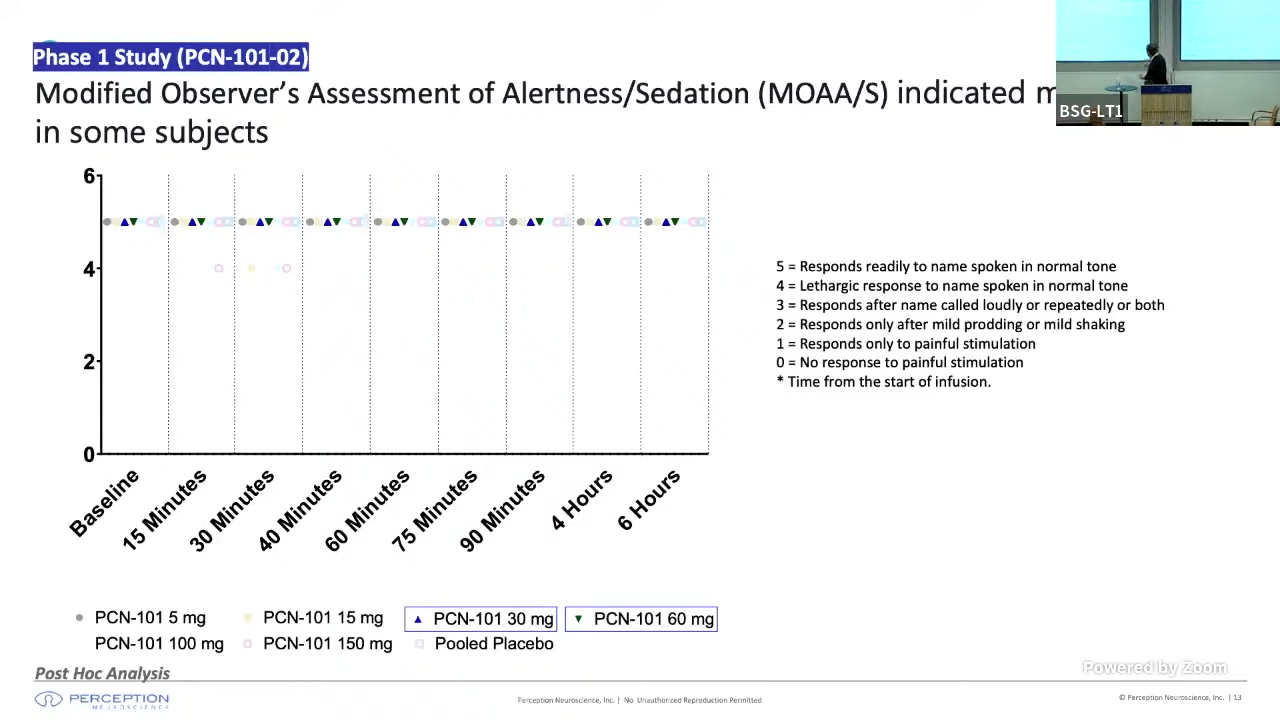 Phase 1 Study (PCN-101-02)
Modified Observer's Assessment of Alertness/Sedation (MOAA/S) indicated
in some subjects
BSG-LT1
6
4
2
0
Baseline
15 Minutes
30 Minutes
40 Minutes
60 Minutes
75 Minutes
90 Minutes
4 Hours
6 Hours
5 = Responds readily to name spoken in normal tone
4 = Lethargic response to name spoken in normal tone
3 = Responds after name called loudly or repeatedly or both
2 = Responds only after mild prodding or mild shaking
1 = Responds only to painful stimulation
0 = No response to painful stimulation
* Time from the start of infusion.
PCN-101 5 mg PCN-101 15 mg PCN-101 30 mg PCN-101 60 mg
PCN-101 100 mg PCN-101 150 mg Pooled Placebo
Post Hoc Analysis
Powered by Zoom
PERCEPTION
NEUROSCIENCE
Perception Neuroscience, Inc. | No Unauthorized Reproduction Permitted
© Perception Neuroscience, Inc. | 13